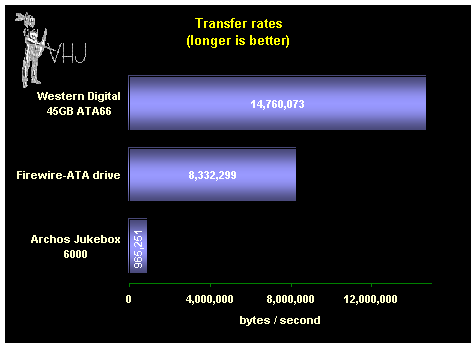 VHJ
Transfer rates
(longer is better)
Western Digital
45GB ATA66
14,760,073
Firewire-ATA drive
8,332,299
Archos Jukebox
6000
965,251
0
4,000,000
8,000,000
12,000,000
bytes / second